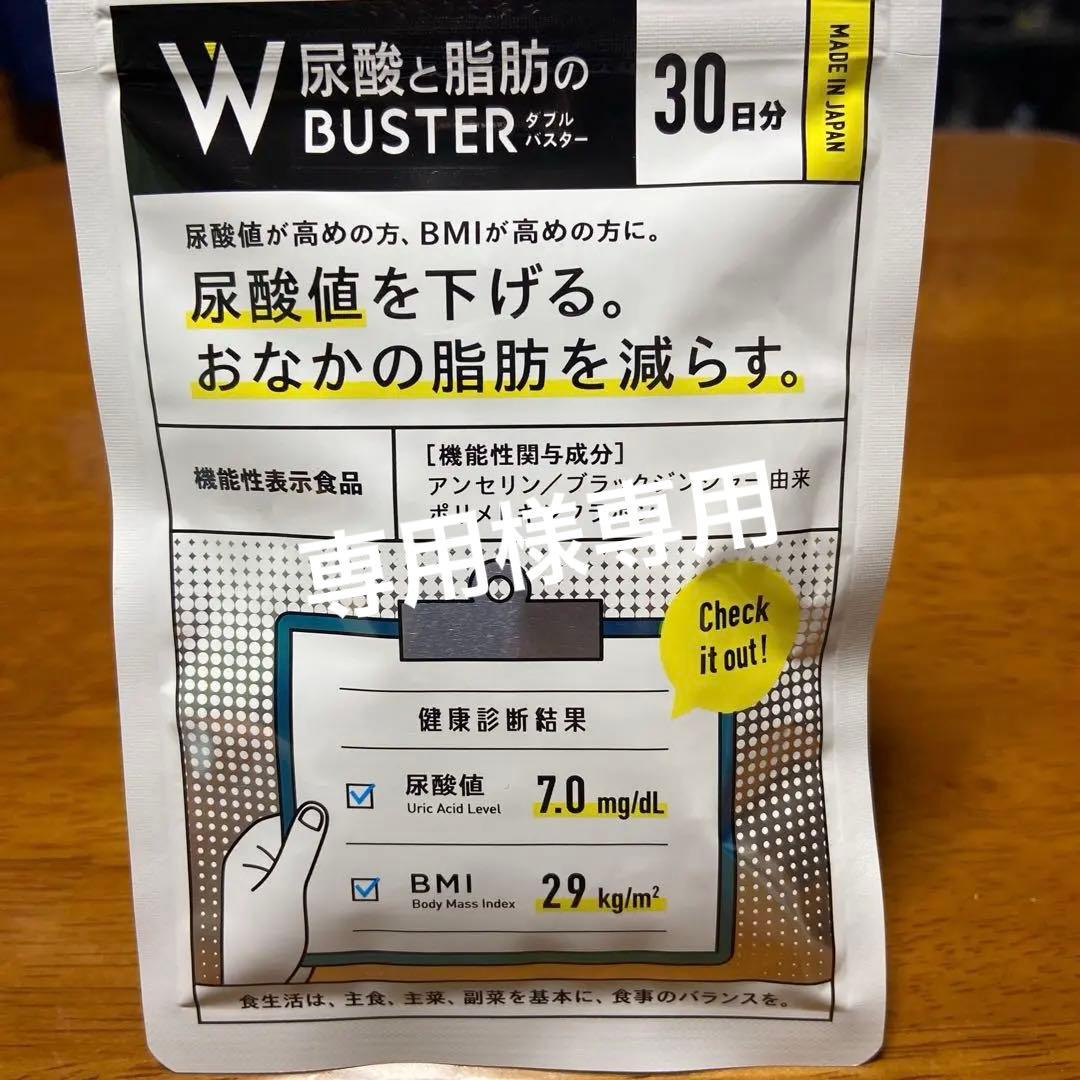 W 尿酸と脂肪の
BUSTER ダブル
バスター
30日分
MADE IN JAPAN
尿酸値が高めの方、BMIが高めの方に。
尿酸値を下げる。
おなかの脂肪を減らす。
機能性表示食品
[機能性関与成分]
アンセリン/ブラックジンジャー由来
専用様専用
Check
it out!
健康診断結果
尿酸値 7.0 mg/dL
Uric Acid Level
BMI 29 kg/m²
Body Mass Index
食生活は、主食、主菜、副菜を基本に、食事のバランスを。